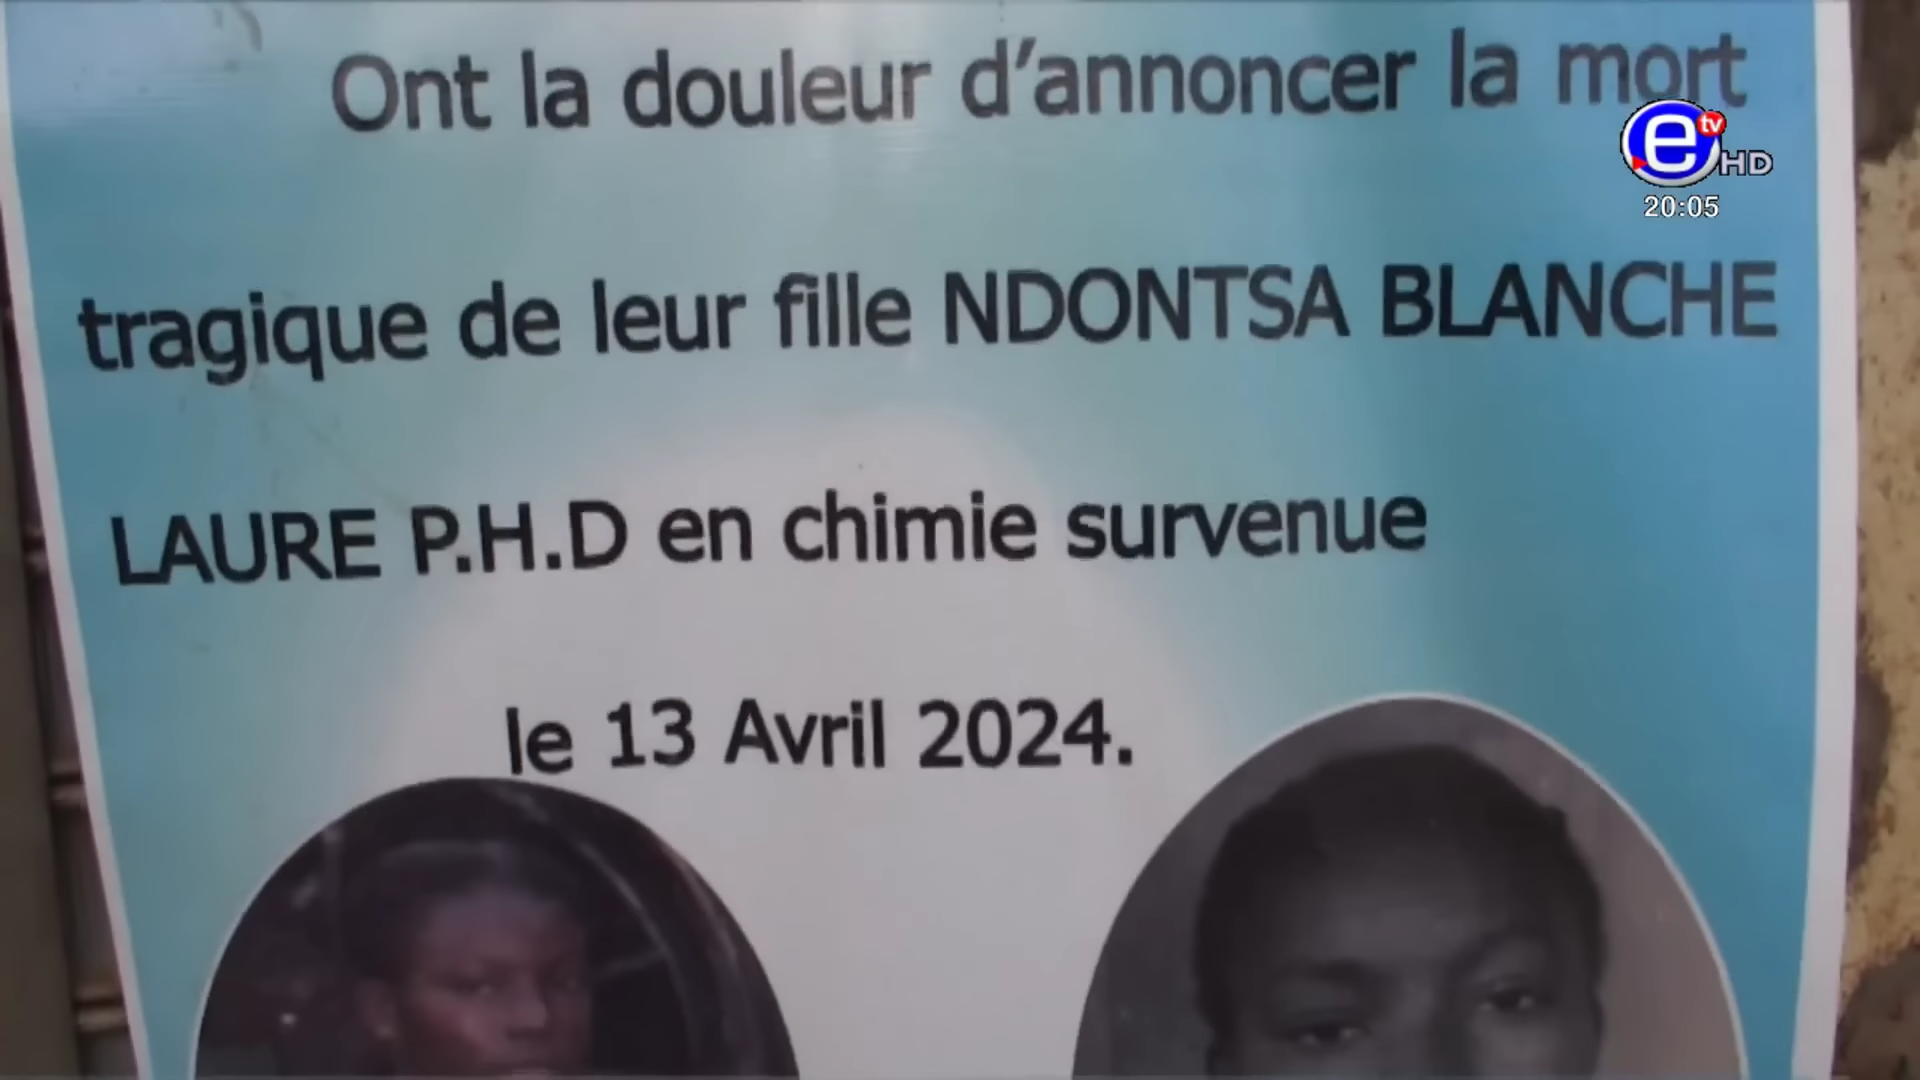 Ont la douleur d'annoncer la mort
e tv HD
20:05
tragique de leur fille NDONTSA BLANCHE
LAURE P.H.D en chimie survenue
le 13 Avril 2024.